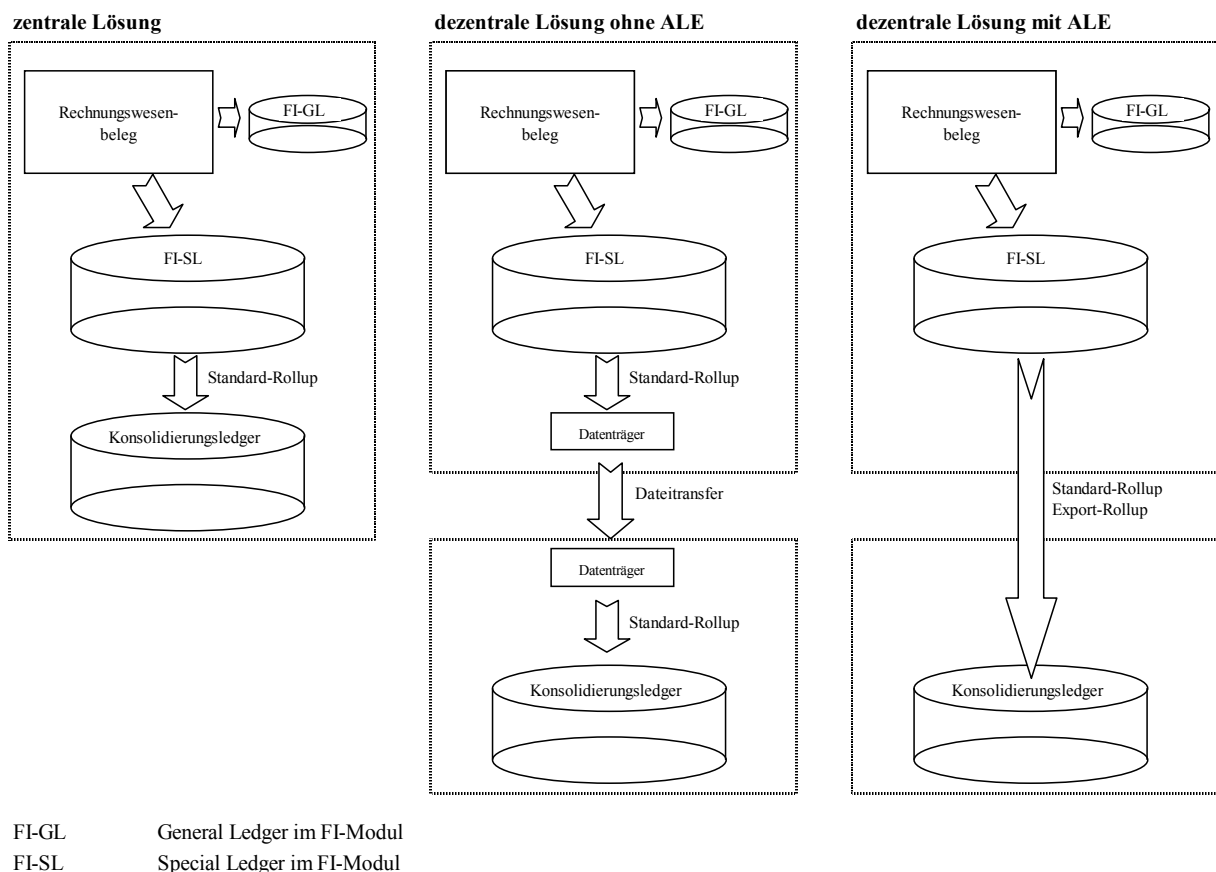 zentrale Lösung
Rechnungswesen-
beleg
FI-GL
FI-SL
Standard-Rollup
Konsolidierungsledger
dezentrale Lösung ohne ALE
Rechnungswesen-
beleg
FI-GL
FI-SL
Standard-Rollup
Datenträger
Dateitransfer
Datenträger
Standard-Rollup
Konsolidierungsledger
dezentrale Lösung mit ALE
Rechnungswesen-
beleg
FI-GL
FI-SL
Standard-Rollup
Export-Rollup
Konsolidierungsledger
FI-GL General Ledger im FI-Modul
FI-SL Special Ledger im FI-Modul